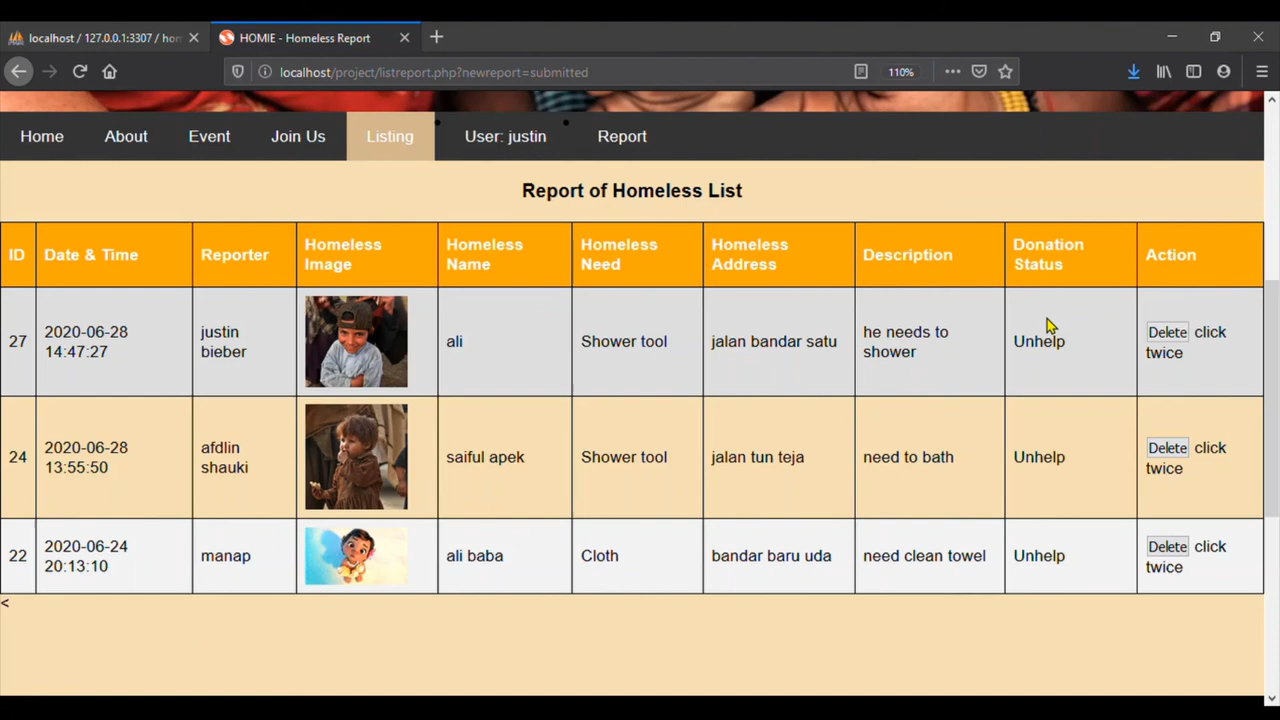 localhost / 127.0.0.1:3307 / hom
HOMIE - Homeless Report
localhost/project/listreport.php?newreport=submitted
110%
Home About Event Join Us Listing User: justin Report
Report of Homeless List
ID Date & Time Reporter Homeless Image Homeless Name Homeless Need Homeless Address Description Donation Status Action
27 2020-06-28 14:47:27 justin bieber ali Shower tool jalan bandar satu he needs to shower Unhelp Delete click twice
24 2020-06-28 13:55:50 afdlin shauki saiful apek Shower tool jalan tun teja need to bath Unhelp Delete click twice
22 2020-06-24 20:13:10 manap ali baba Cloth bandar baru uda need clean towel Unhelp Delete click twice
<